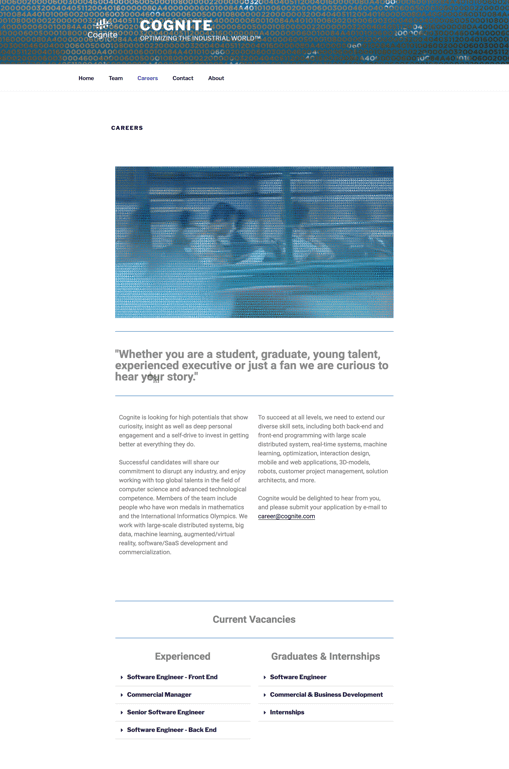 Cognite
COGNITE
OPTIMIZING THE INDUSTRIAL WORLD™
Home Team Careers Contact About
CAREERS
"Whether you are a student, graduate, young talent,
experienced executive or just a fan we are curious to
hear your story."
Cognite is looking for high potentials that show
curiosity, insight as well as deep personal
engagement and a self-drive to invest in getting
better at everything they do.
Successful candidates will share our
commitment to disrupt any industry, and enjoy
working with top global talents in the field of
computer science and advanced technological
competence. Members of the team include
people who have won medals in mathematics
and the International Informatics Olympics. We
work with large-scale distributed systems, big
data, machine learning, augmented/virtual
reality, software/SaaS development and
commercialization.
To succeed at all levels, we need to extend our
diverse skill sets, including both back-end and
front-end programming with large scale
distributed system, real-time systems, machine
learning, optimization, interaction design,
mobile and web applications, 3D-models,
robots, customer project management, solution
architects, and more.
Cognite would be delighted to hear from you,
and please submit your application by e-mail to
career@cognite.com
Current Vacancies
Experienced
Software Engineer - Front End
Commercial Manager
Senior Software Engineer
Software Engineer - Back End
Graduates & Internships
Software Engineer
Commercial & Business Development
Internships